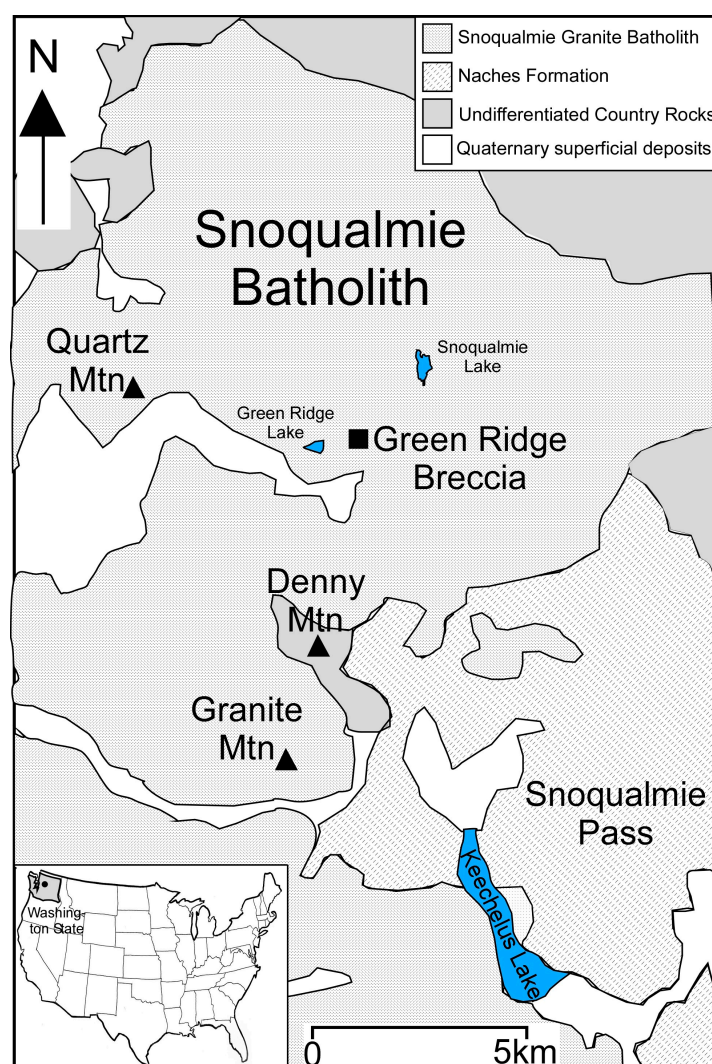 N
Snoqualmie Granite Batholith
Naches Formation
Undifferentiated Country Rocks
Quaternary superficial deposits
Snoqualmie
Batholith
Quartz
Mtn
Snoqualmie
Lake
Green Ridge
Lake
Green Ridge
Breccia
Denny
Mtn
Granite
Mtn
Snoqualmie
Pass
Keechelus Lake
Washing-
ton State
0
5km